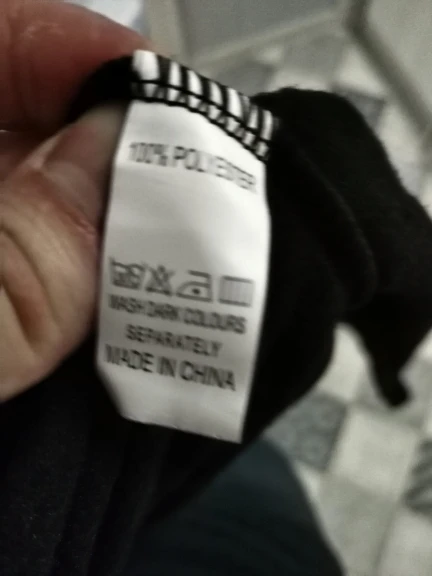 100% POLYESTER
WASH DARK COLOURS
SEPARATELY
MADE IN CHINA